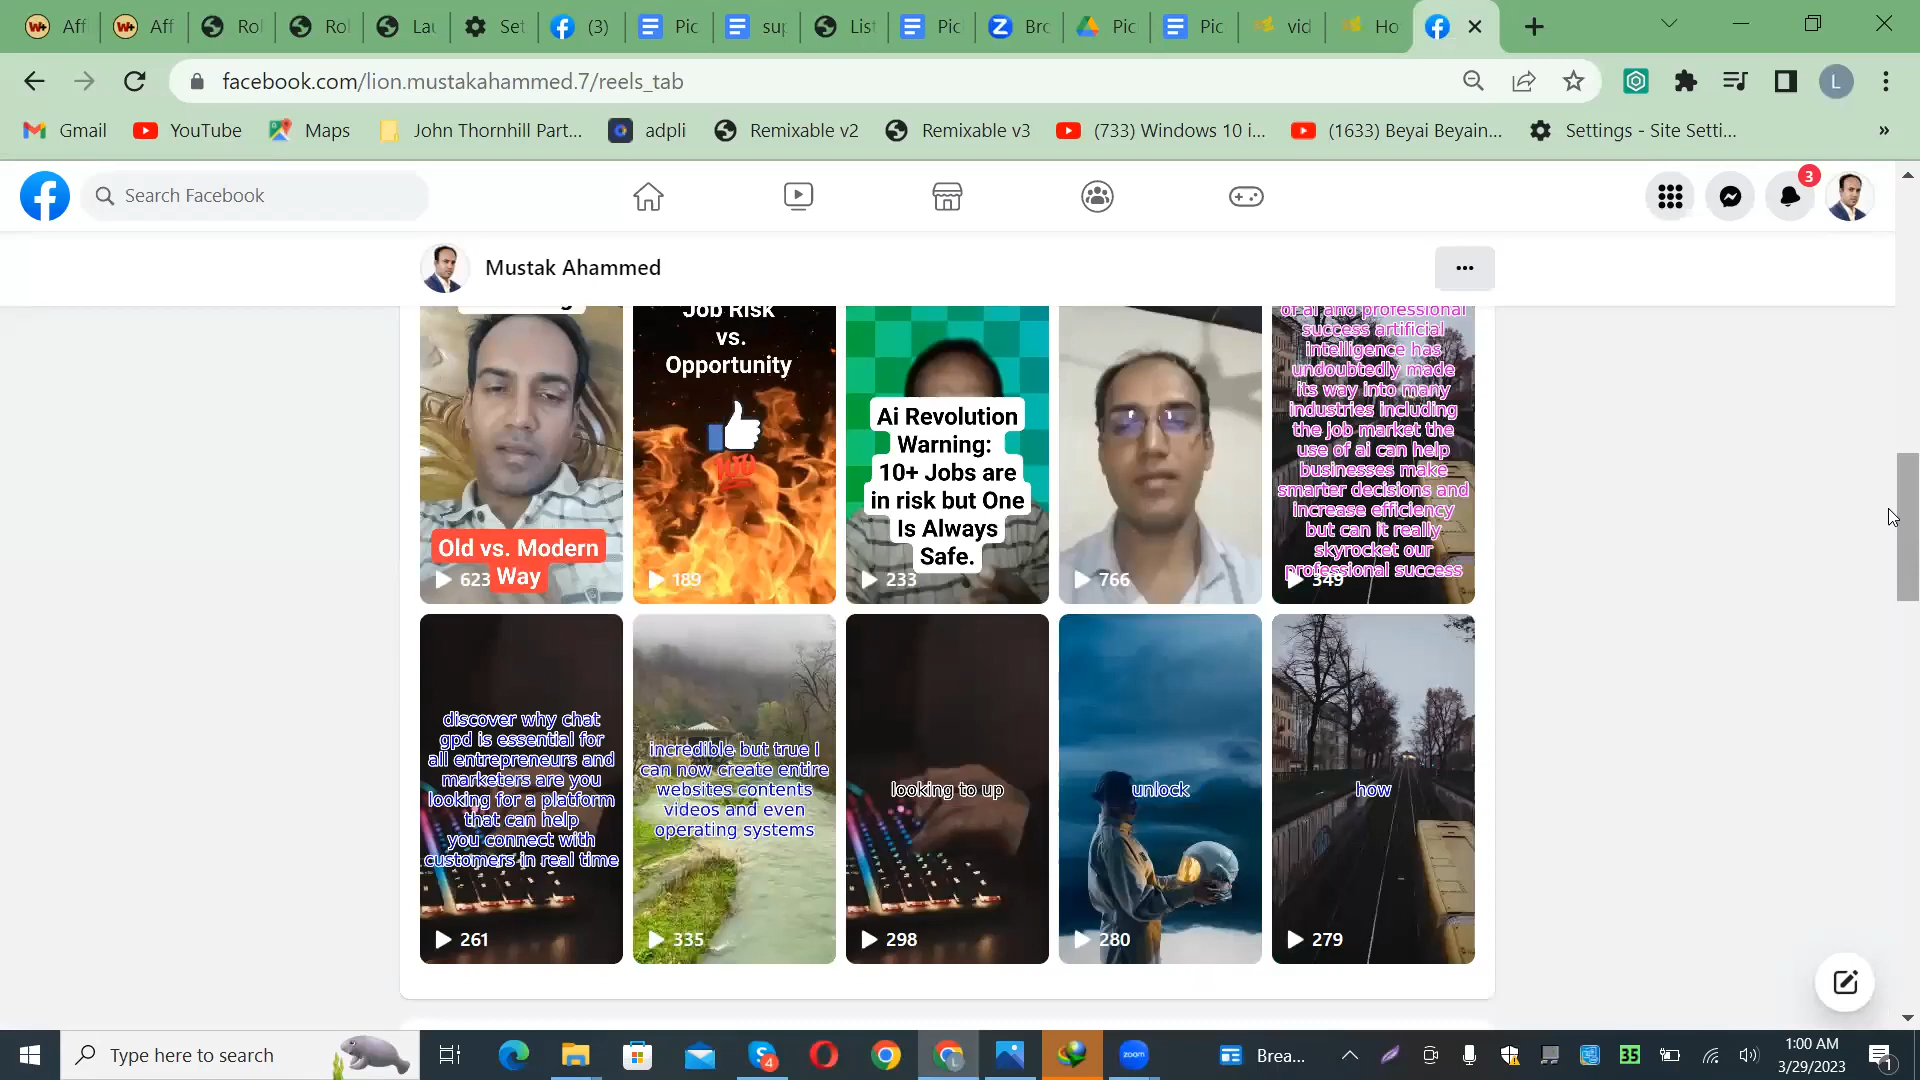 Aff
Aff
Rol
Rol
Lau
Set
(3)
Pic
sup
List
Pic
Brc
Pic
Pic
vid
Ho
facebook.com/lion.mustakahammed.7/reels_tab
L
Gmail
YouTube
Maps
John Thornhill Part...
adpli
Remixable v2
Remixable v3
(733) Windows 10 i...
(1633) Beyai Beyain...
Settings - Site Setti...
»
Search Facebook
3
Mustak Ahammed
Old vs. Modern
Way
623
Job Risk
vs.
Opportunity
189
Ai Revolution
Warning:
10+ Jobs are
in risk but One
Is Always
Safe.
233
766
of ai and professional
success artificial
intelligence has
undoubtedly made
its way into many
industries including
the job market the
use of ai can help
businesses make
smarter decisions and
increase efficiency
but can it really
skyrocket our
professional success
349
discover why chat
gpd is essential for
all entrepreneurs and
marketers are you
looking for a platform
that can help
you connect with
customers in real time
261
incredible but true I
can now create entire
websites contents
videos and even
operating systems
335
looking to up
298
unlock
280
how
279
Type here to search
4
L
zoom
Brea...
35
1:00 AM
3/29/2023
1